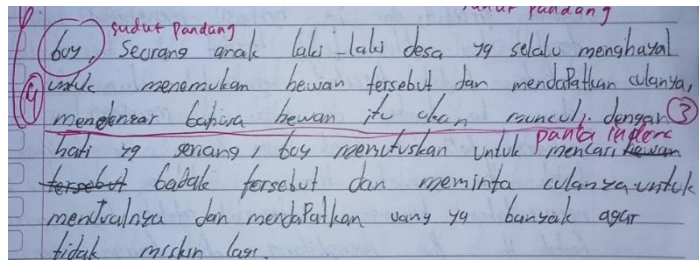 sudut pandang
boy, Seorang anak laki-laki desa yg selalu menghayal
untuk menemukan hewan tersebut dan mendapatkan culanya,
④ mendengar bahwa hewan itu akan muncul, dengan ③
panca indera
hati yg senang, boy memutuskan untuk mencari hewan
tersebut badak tersebut dan meminta culanya untuk
menjualnya dan mendapatkan uang yg banyak agar
tidak miskin lagi.